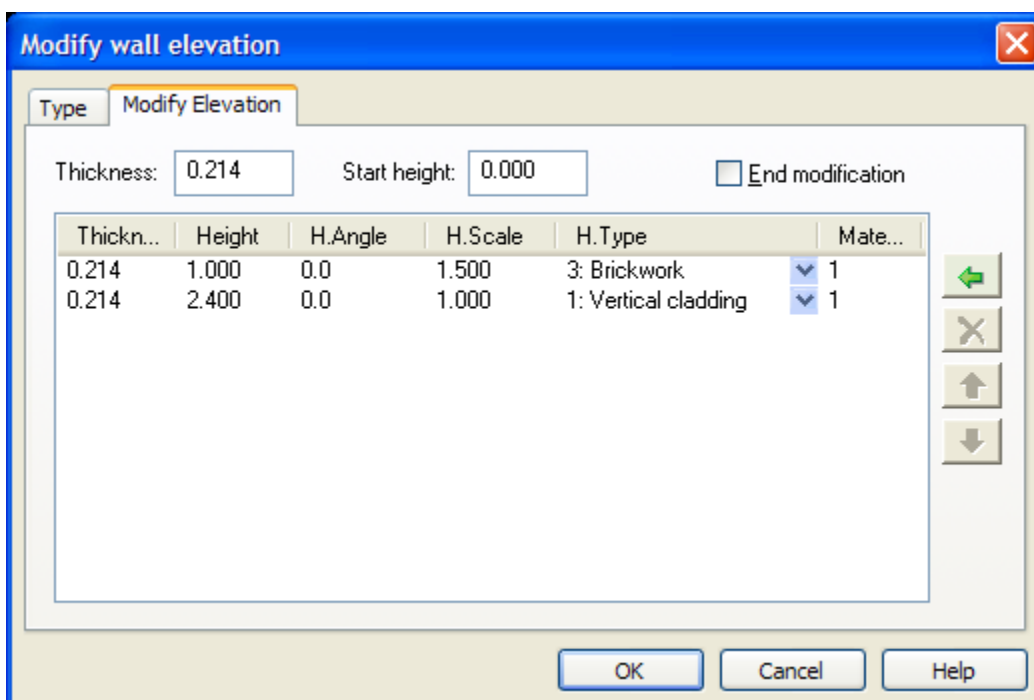 Modify wall elevation
Type Modify Elevation
Thickness: 0.214 Start height: 0.000 End modification
Thickn... Height H.Angle H.Scale H.Type Mate...
0.214 1.000 0.0 1.500 3: Brickwork 1
0.214 2.400 0.0 1.000 1: Vertical cladding 1
OK Cancel Help